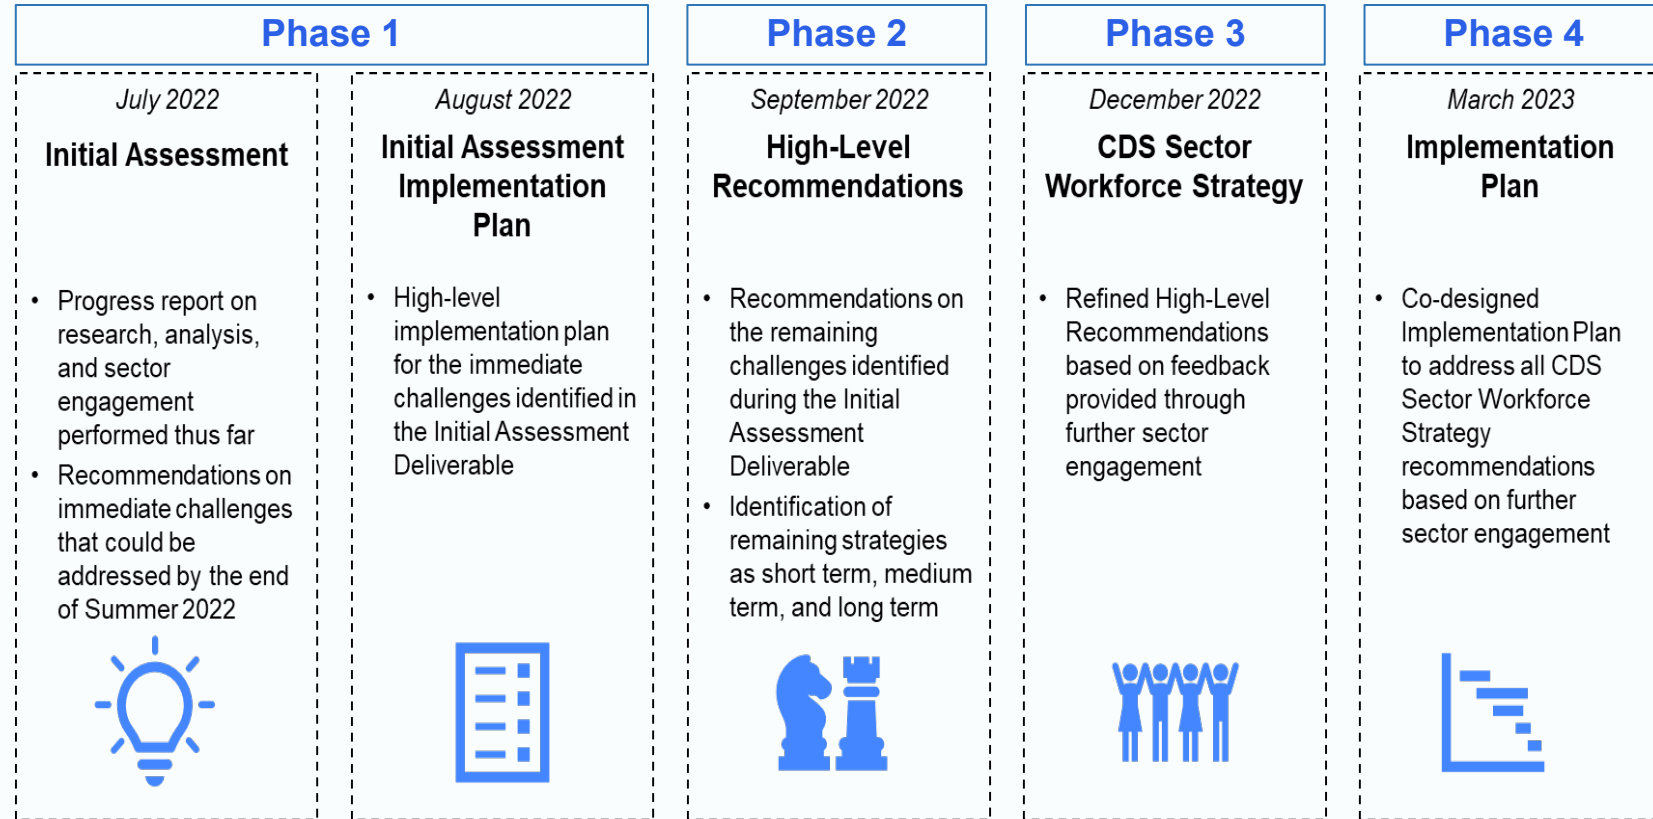 Phase 1
July 2022
Initial Assessment
• Progress report on
research, analysis,
and sector
engagement
performed thus far
• Recommendations on
immediate challenges
that could be
addressed by the end
of Summer 2022
August 2022
Initial Assessment
Implementation
Plan
• High-level
implementation plan
for the immediate
challenges identified in
the Initial Assessment
Deliverable
Phase 2
September 2022
High-Level
Recommendations
• Recommendations on
the remaining
challenges identified
during the Initial
Assessment
Deliverable
• Identification of
remaining strategies
as short term, medium
term, and long term
Phase 3
December 2022
CDS Sector
Workforce Strategy
• Refined High-Level
Recommendations
based on feedback
provided through
further sector
engagement
Phase 4
March 2023
Implementation
Plan
• Co-designed
Implementation Plan
to address all CDS
Sector Workforce
Strategy
recommendations
based on further
sector engagement